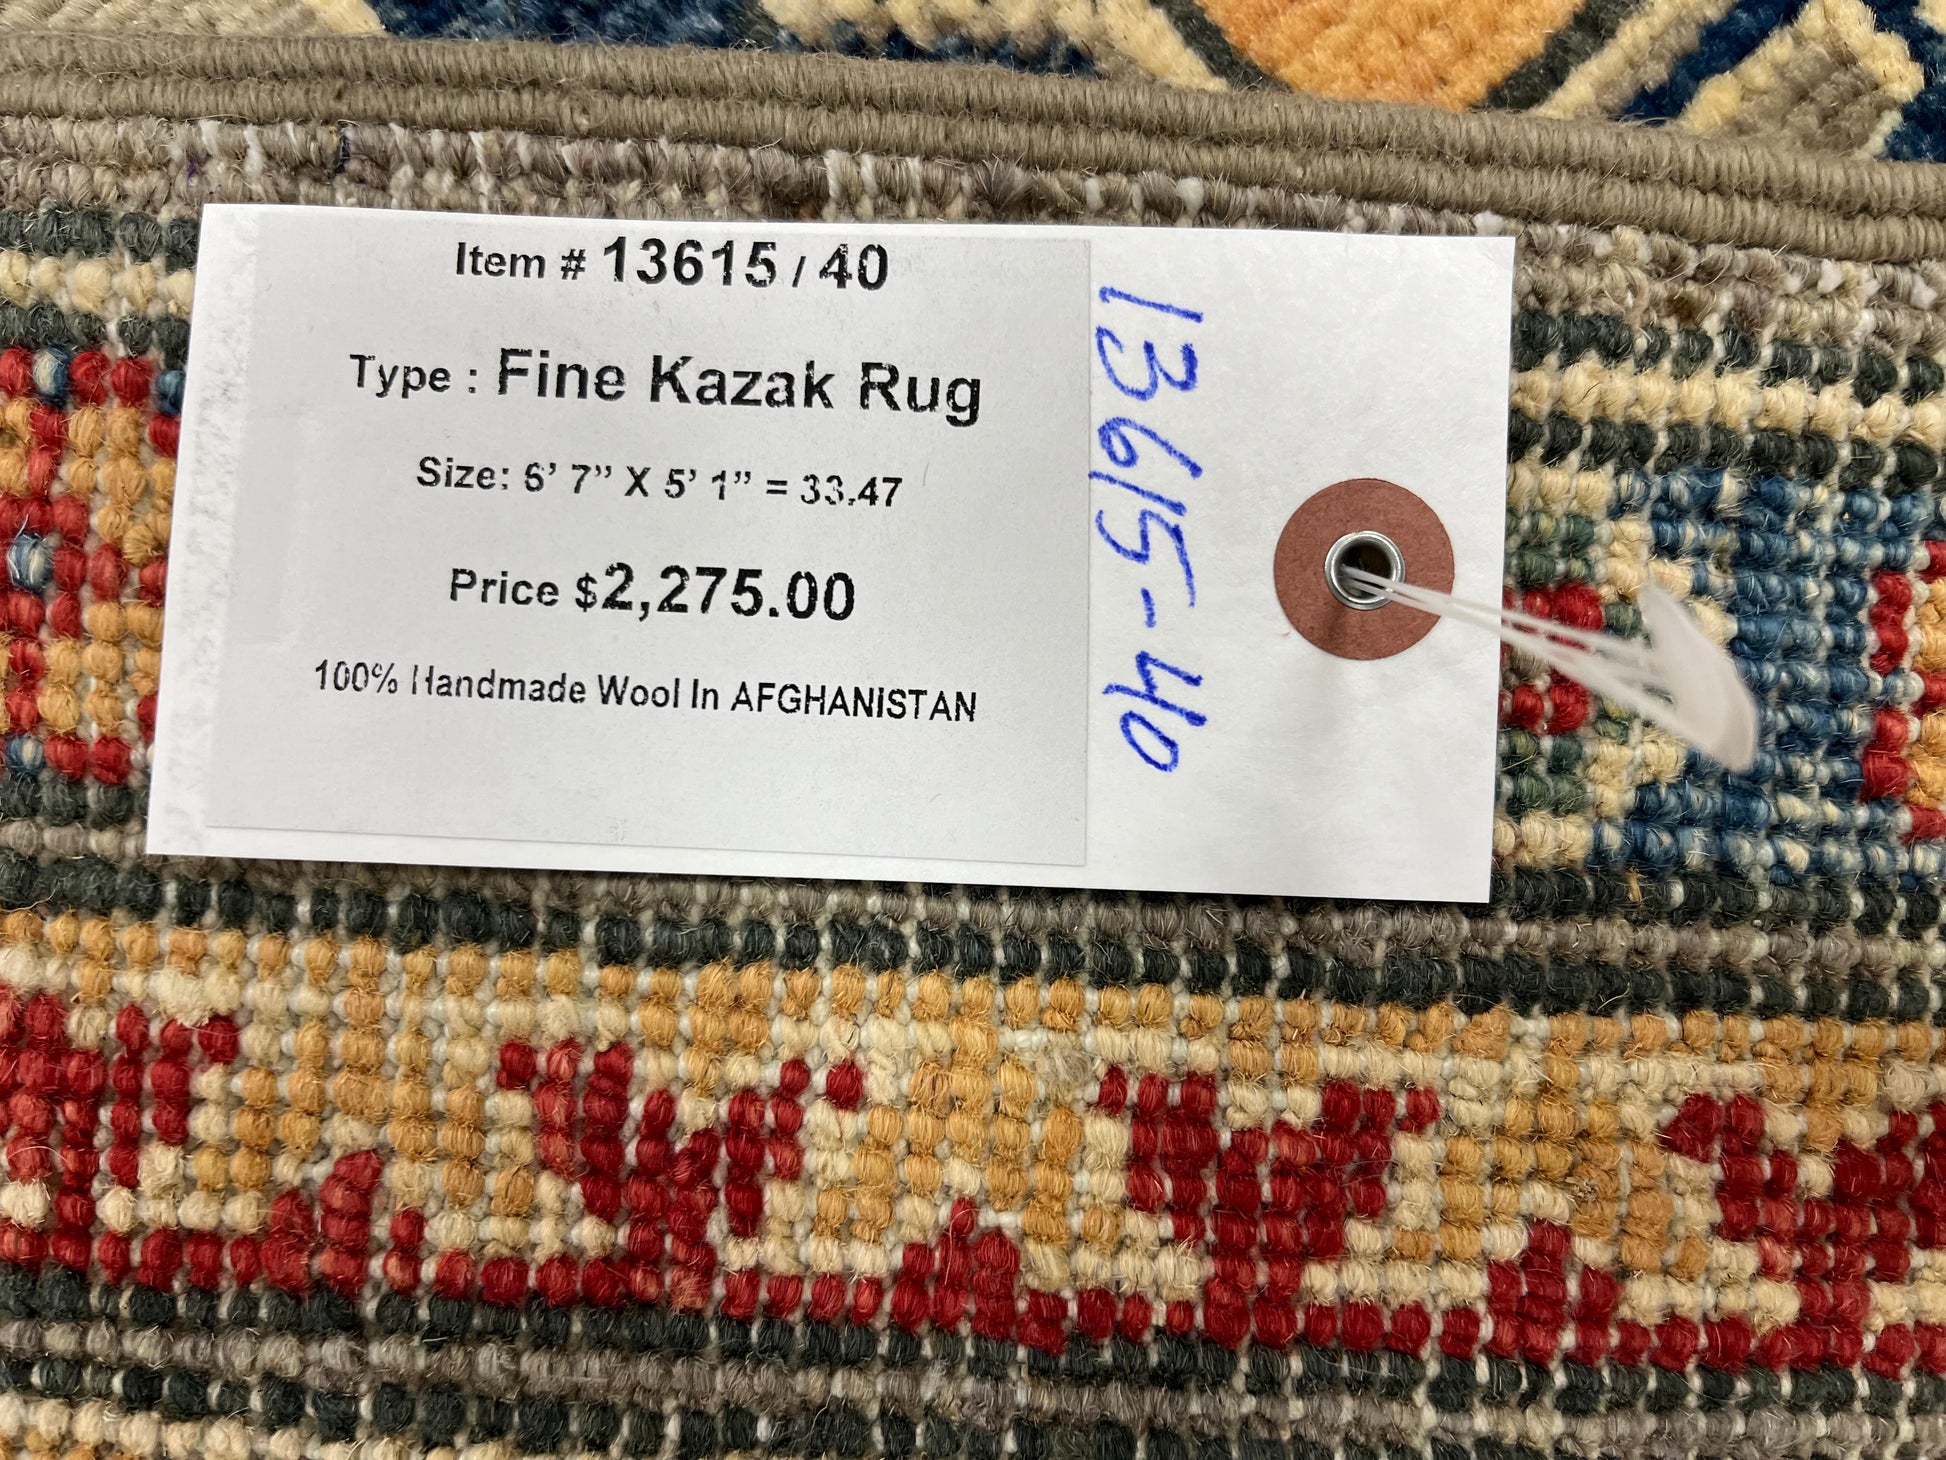 Item # 13615 / 40
Type : Fine Kazak Rug
Size: 6’ 7” X 5’ 1” = 33.47
Price $2,275.00
100% Handmade Wool In AFGHANISTAN
13615-40